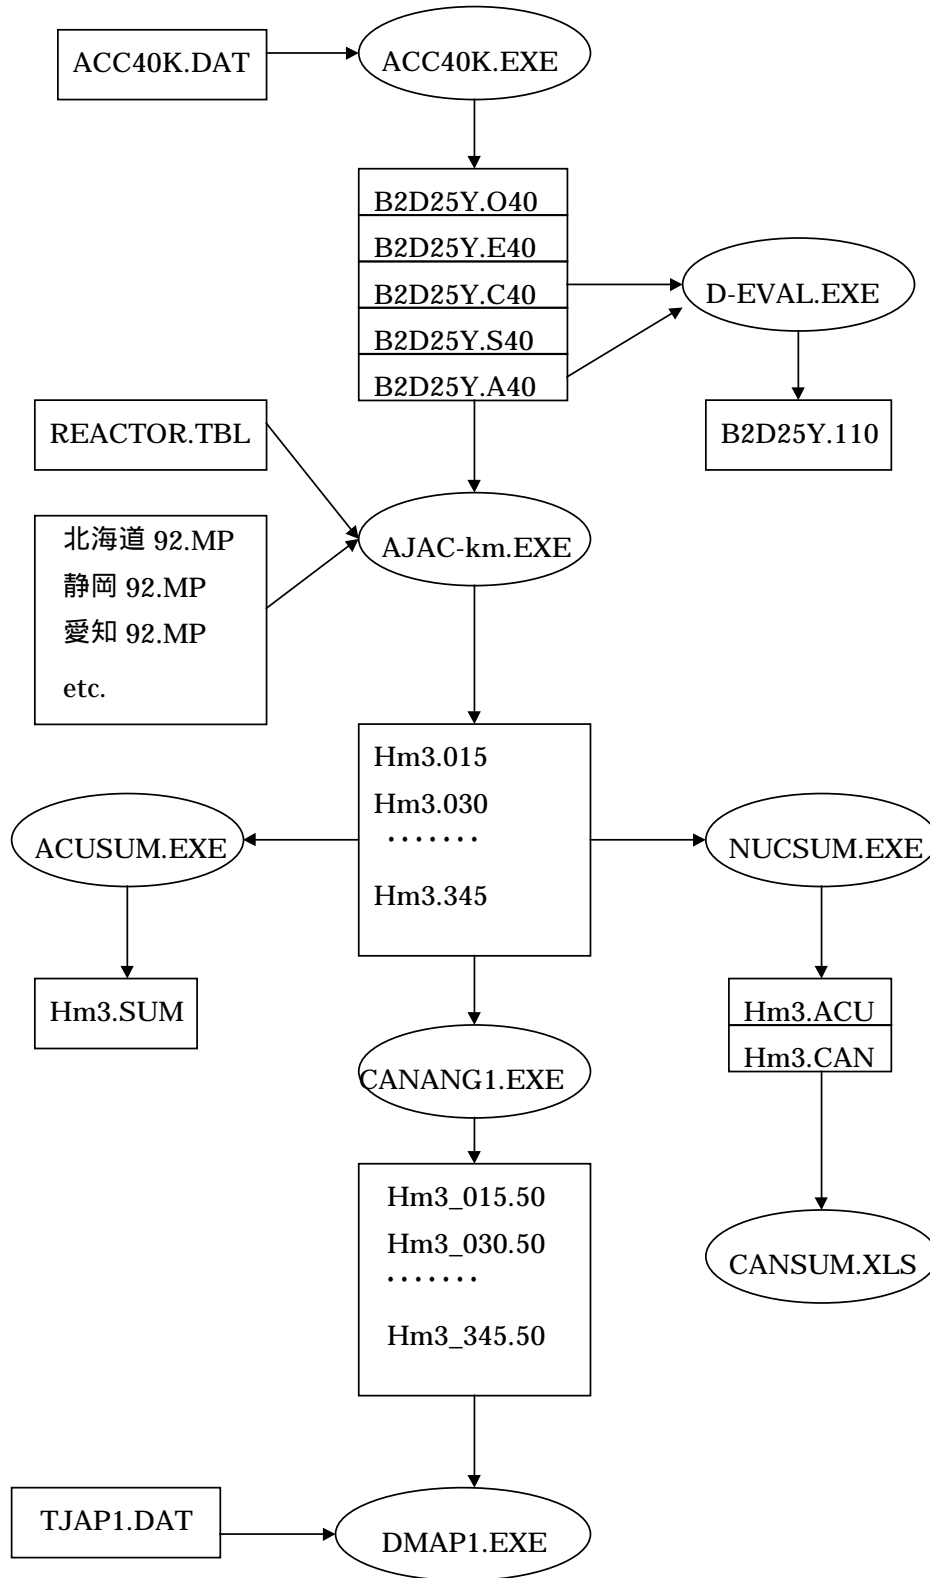 ACC40K.DAT
ACC40K.EXE
B2D25Y.O40
B2D25Y.E40
B2D25Y.C40
B2D25Y.S40
B2D25Y.A40
D-EVAL.EXE
B2D25Y.110
REACTOR.TBL
北海道 92.MP
静岡 92.MP
愛知 92.MP
etc.
AJAC-km.EXE
Hm3.015
Hm3.030
·······
Hm3.345
ACUSUM.EXE
NUCSUM.EXE
Hm3.SUM
Hm3.ACU
Hm3.CAN
CANANG1.EXE
Hm3_015.50
Hm3_030.50
·······
Hm3_345.50
CANSUM.XLS
TJAP1.DAT
DMAP1.EXE